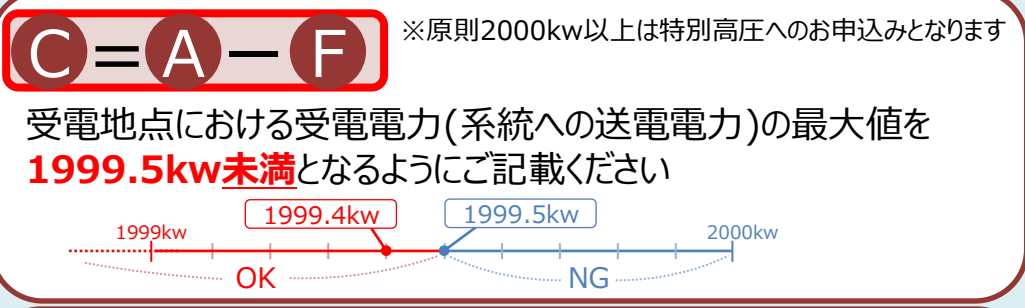 C=A－F ※原則2000kw以上は特別高圧へのお申込みとなります
受電地点における受電電力(系統への送電電力)の最大値を
1999.5kw未満となるようにご記載ください
1999kw 1999.4kw 1999.5kw 2000kw
OK NG